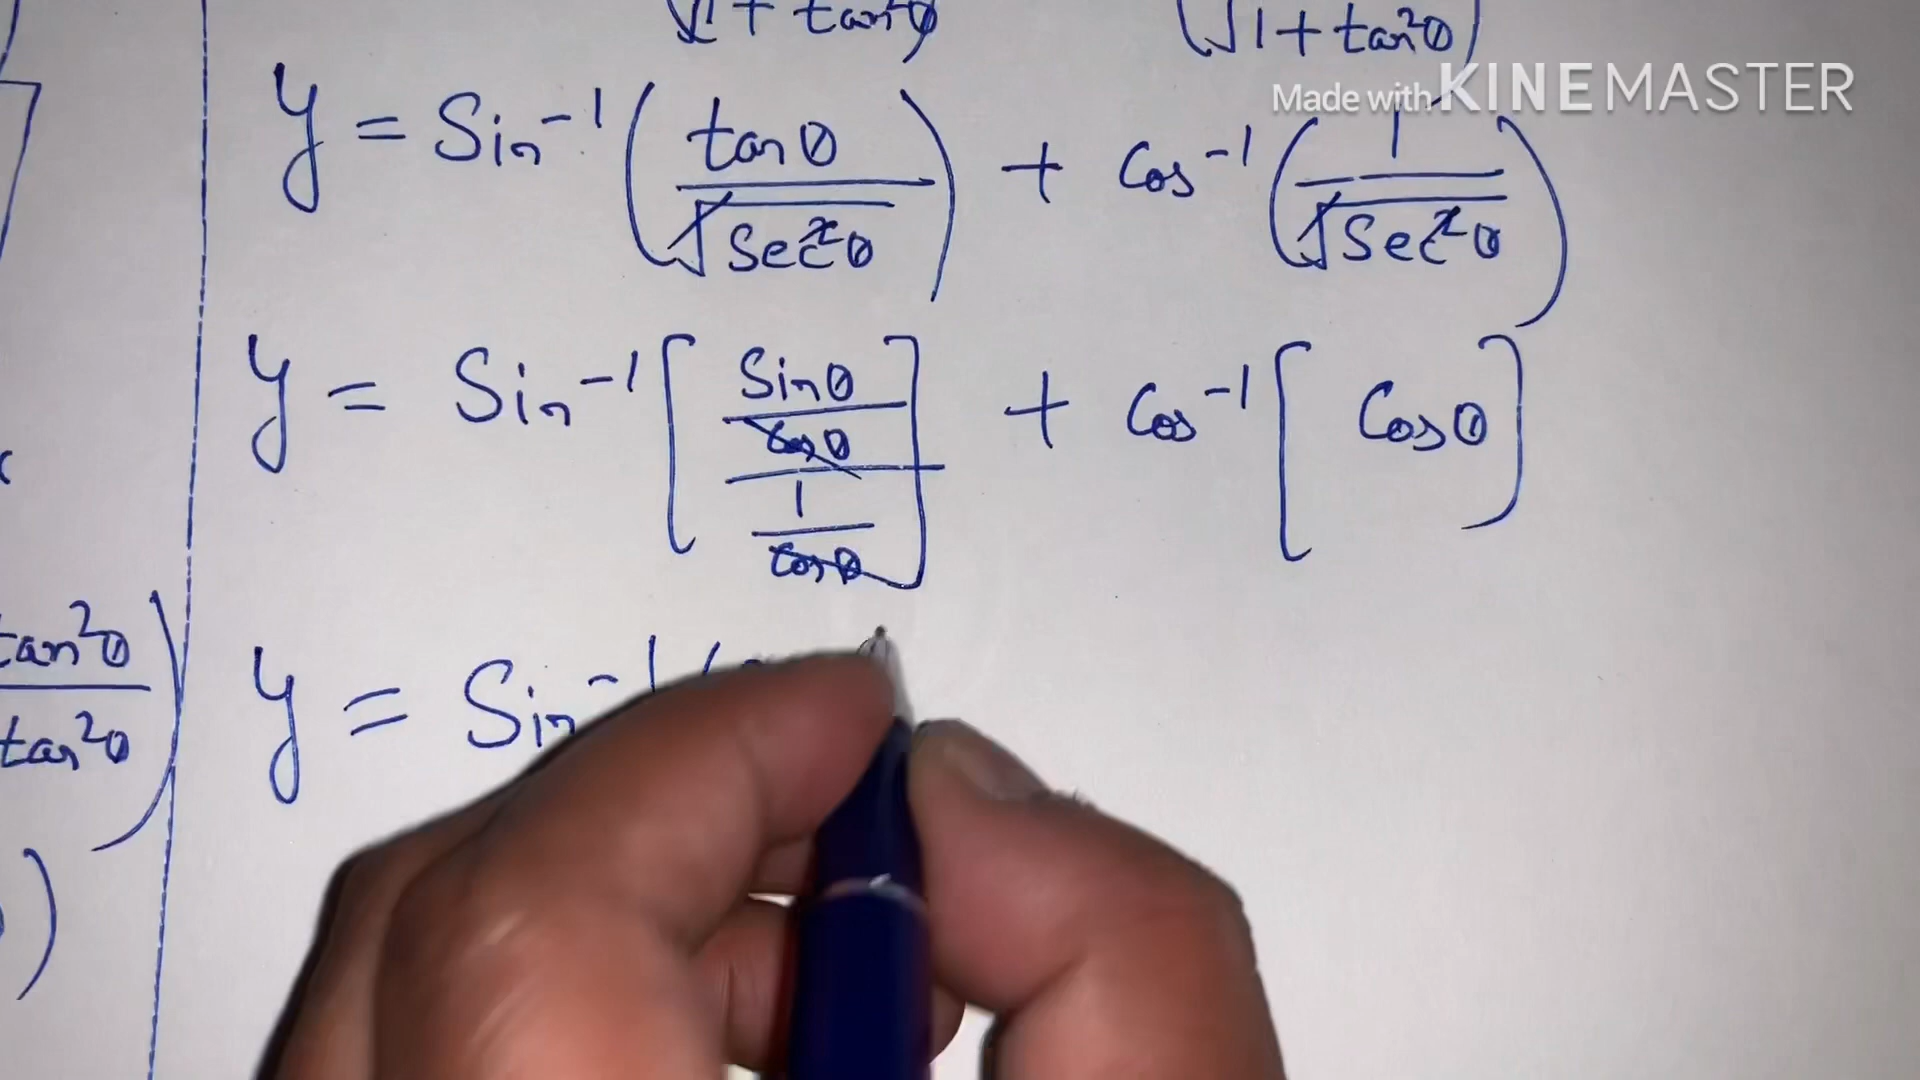 √1 + tan²θ) (√1 + tan²θ)
Made with KINEMASTER
y = Sin⁻¹ (tanθ / √Sec²θ) + Cos⁻¹ (1 / √Sec²θ)
y = Sin⁻¹ [Sinθ / Cosθ / 1 / Cosθ] + Cos⁻¹ [Cosθ]
y = Sin⁻¹ (
tan²θ
tan²θ)
)